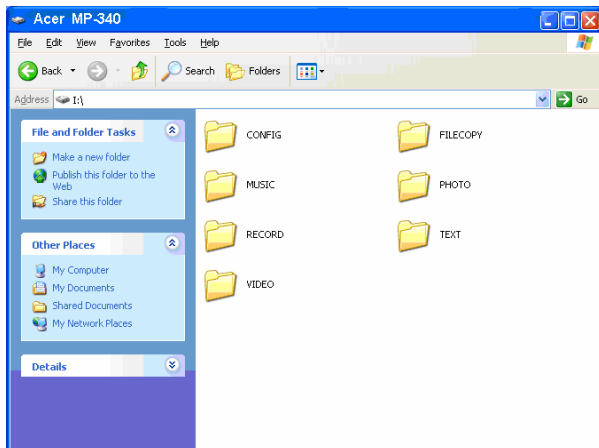 Acer MP-340
File Edit View Favorites Tools Help
Back Search Folders
Address I:\ Go
File and Folder Tasks
Make a new folder
Publish this folder to the
Web
Share this folder
Other Places
My Computer
My Documents
Shared Documents
My Network Places
Details
CONFIG FILECOPY
MUSIC PHOTO
RECORD TEXT
VIDEO